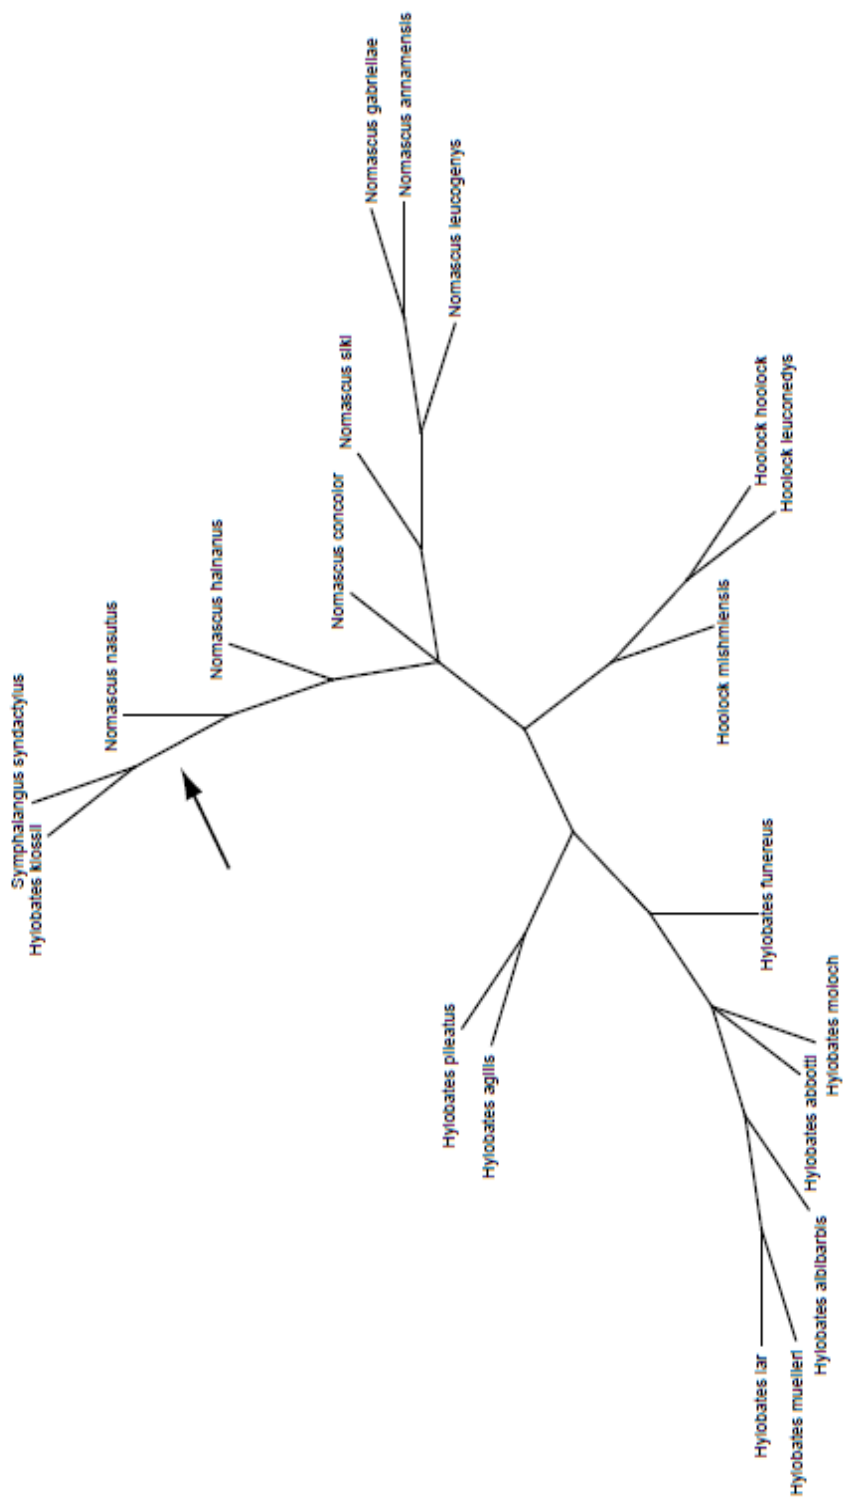 Nomascus gabriellae
Nomascus annamensis
Nomascus leucogenys
Nomascus siki
Nomascus concolor
Nomascus hainanus
Nomascus nasutus
Symphalangus syndactylus
Hylobates klossii
Hoolock hoolock
Hoolock leuconedys
Hoolock mishmiensis
Hylobates funereus
Hylobates moloch
Hylobates abbotti
Hylobates albibarbis
Hylobates muelleri
Hylobates lar
Hylobates pileatus
Hylobates agilis